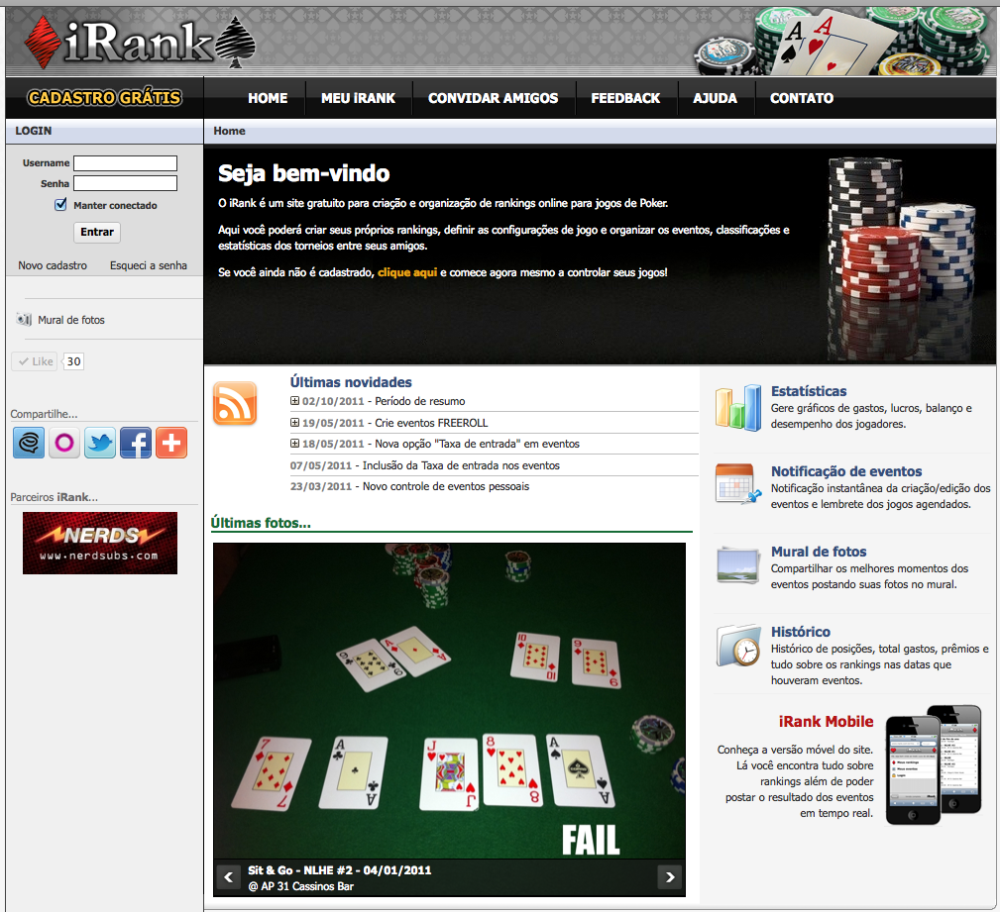 iRank
A
A
CADASTRO GRÁTIS
HOME
MEU iRANK
CONVIDAR AMIGOS
FEEDBACK
AJUDA
CONTATO
LOGIN
Username
Senha
Manter conectado
Entrar
Novo cadastro
Esqueci a senha
Mural de fotos
Like
30
Compartilhe...
Parceiros iRank...
NERDS
www.nerdsubs.com
Home
Seja bem-vindo
O iRank é um site gratuito para criação e organização de rankings online para jogos de Poker.
Aqui você poderá criar seus próprios rankings, definir as configurações de jogo e organizar os eventos, classificações e
estatísticas dos torneios entre seus amigos.
Se você ainda não é cadastrado, clique aqui e comece agora mesmo a controlar seus jogos!
Últimas novidades
02/10/2011 - Período de resumo
19/05/2011 - Crie eventos FREEROLL
18/05/2011 - Nova opção "Taxa de entrada" em eventos
07/05/2011 - Inclusão da Taxa de entrada nos eventos
23/03/2011 - Novo controle de eventos pessoais
Últimas fotos...
A
10
10
9
9
7
7
A
A
J
J
8
8
A
A
FAIL
Sit & Go - NLHE #2 - 04/01/2011
@ AP 31 Cassinos Bar
Estatísticas
Gere gráficos de gastos, lucros, balanço e
desempenho dos jogadores.
Notificação de eventos
Notificação instantânea da criação/edição dos
eventos e lembrete dos jogos agendados.
Mural de fotos
Compartilhar os melhores momentos dos
eventos postando suas fotos no mural.
Histórico
Histórico de posições, total gastos, prêmios e
tudo sobre os rankings nas datas que
houveram eventos.
iRank Mobile
Conheça a versão móvel do site.
Lá você encontra tudo sobre
rankings além de poder
postar o resultado dos eventos
em tempo real.